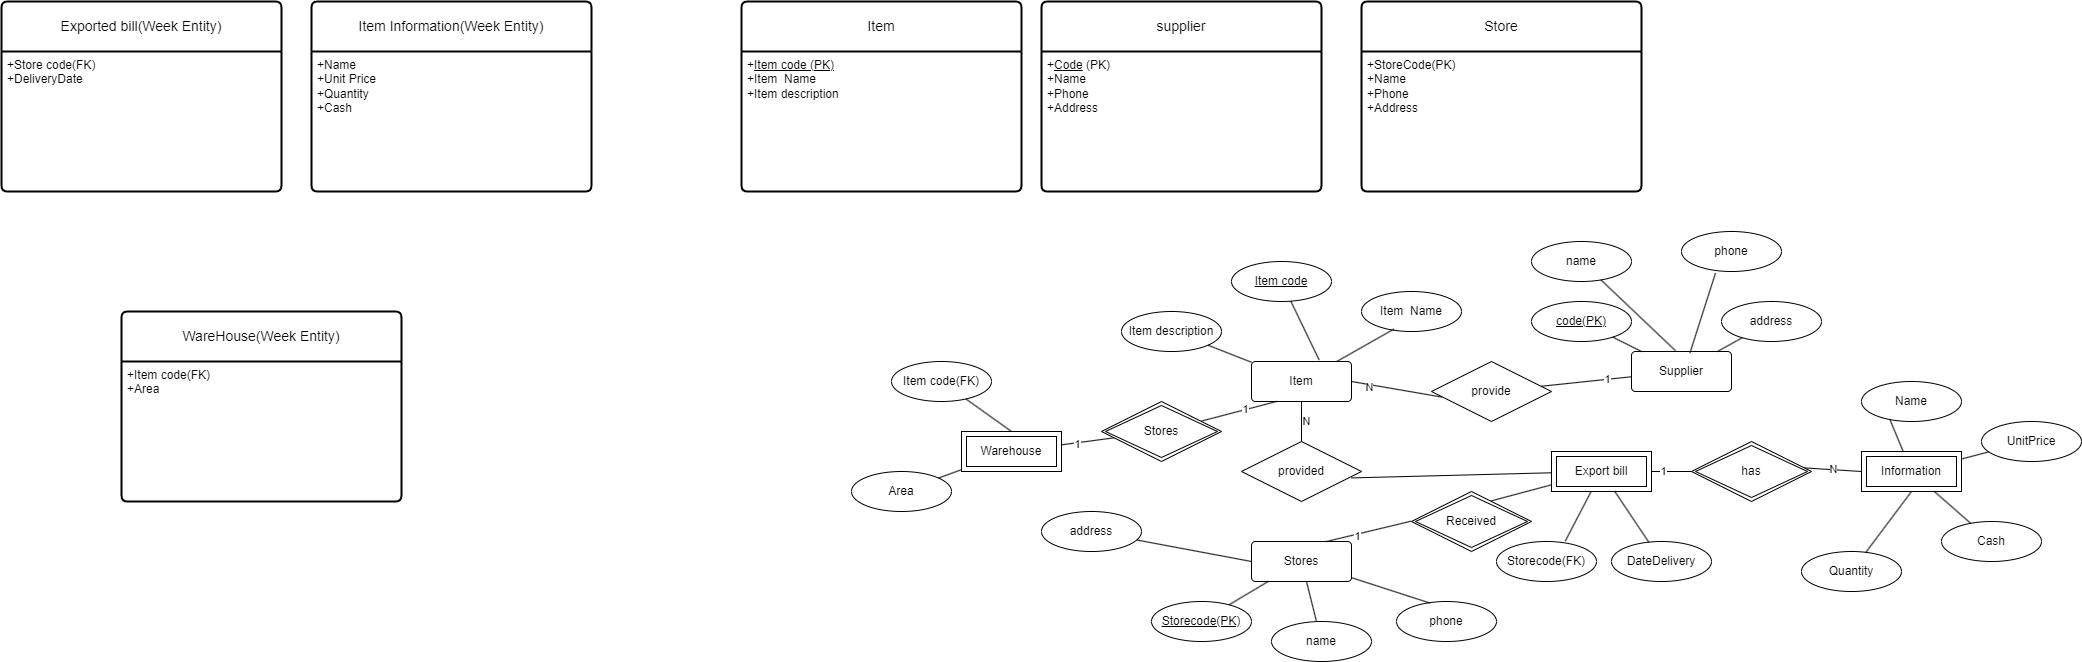 Exported bill(Week Entity)
+Store code(FK)
+DeliveryDate
Item Information(Week Entity)
+Name
+Unit Price
+Quantity
+Cash
Item
+Item code (PK)
+Item  Name
+Item description
supplier
+Code (PK)
+Name
+Phone
+Address
Store
+StoreCode(PK)
+Name
+Phone
+Address
WareHouse(Week Entity)
+Item code(FK)
+Area
name
phone
Item code
Item  Name
code(PK)
address
Item description
Item
N
provide
1
Supplier
Item code(FK)
Warehouse
1
Stores
1
Area
N
provided
Export bill
1
has
N
Information
Name
UnitPrice
Cash
Quantity
Received
1
Storecode(FK)
DateDelivery
address
Stores
Storecode(PK)
name
phone